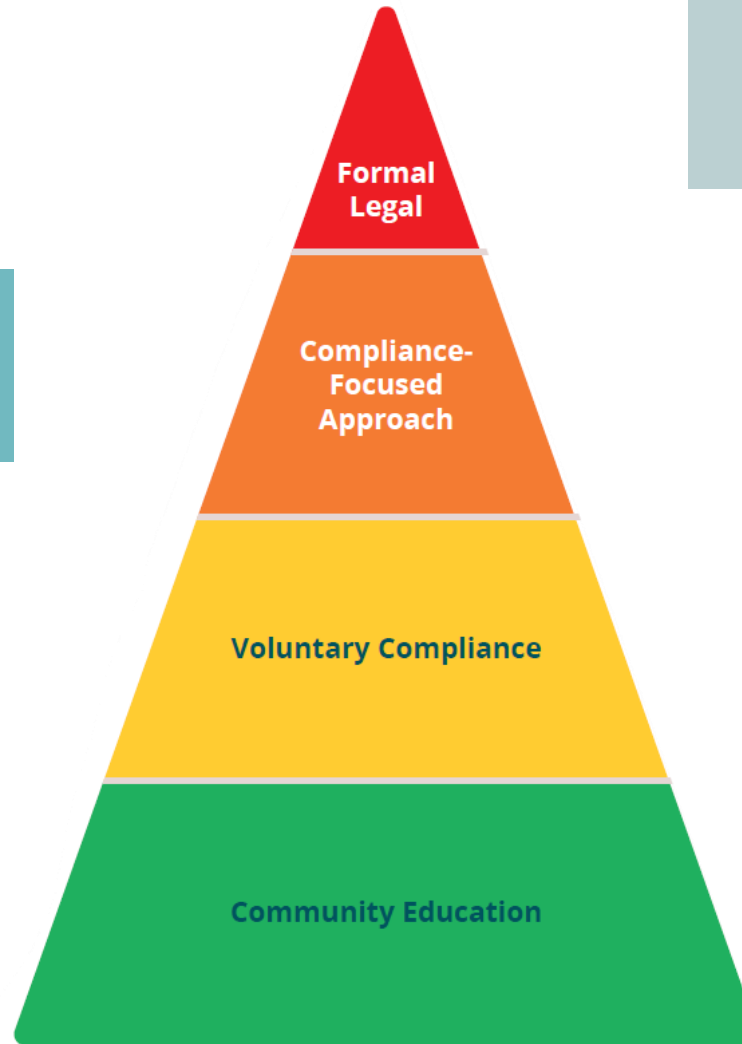 Formal
Legal
Compliance-
Focused
Approach
Voluntary Compliance
Community Education